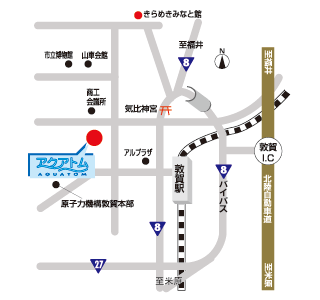 きらめきみなと館
至福井
N
8
至福井
市立博物館
山車会館
商工
会議所
気比神宮
アルプラザ
敦賀
I.C
アクアトム
AQUATOM
敦賀駅
8
バイパス
北陸自動車道
原子力機構敦賀本部
8
27
至米原
至米原